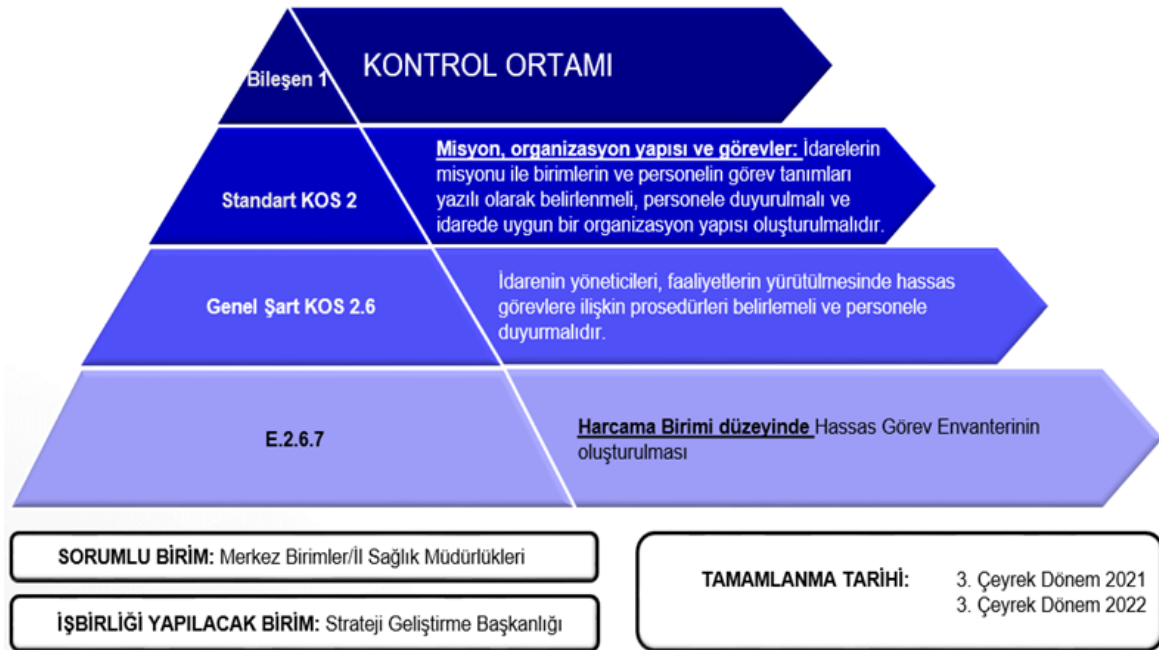 Bileşen 1
KONTROL ORTAMI
Standart KOS 2
Misyon, organizasyon yapısı ve görevler: İdarelerin
misyonu ile birimlerin ve personelin görev tanımları
yazılı olarak belirlenmeli, personele duyurulmalı ve
idarede uygun bir organizasyon yapısı oluşturulmalıdır.
Genel Şart KOS 2.6
İdarenin yöneticileri, faaliyetlerin yürütülmesinde hassas
görevlere ilişkin prosedürleri belirlemeli ve personele
duyurmalıdır.
E.2.6.7
Harcama Birimi düzeyinde Hassas Görev Envanterinin
oluşturulması
SORUMLU BİRİM: Merkez Birimler/İl Sağlık Müdürlükleri
İŞBİRLİĞİ YAPILACAK BİRİM: Strateji Geliştirme Başkanlığı
TAMAMLANMA TARİHİ: 3. Çeyrek Dönem 2021
3. Çeyrek Dönem 2022